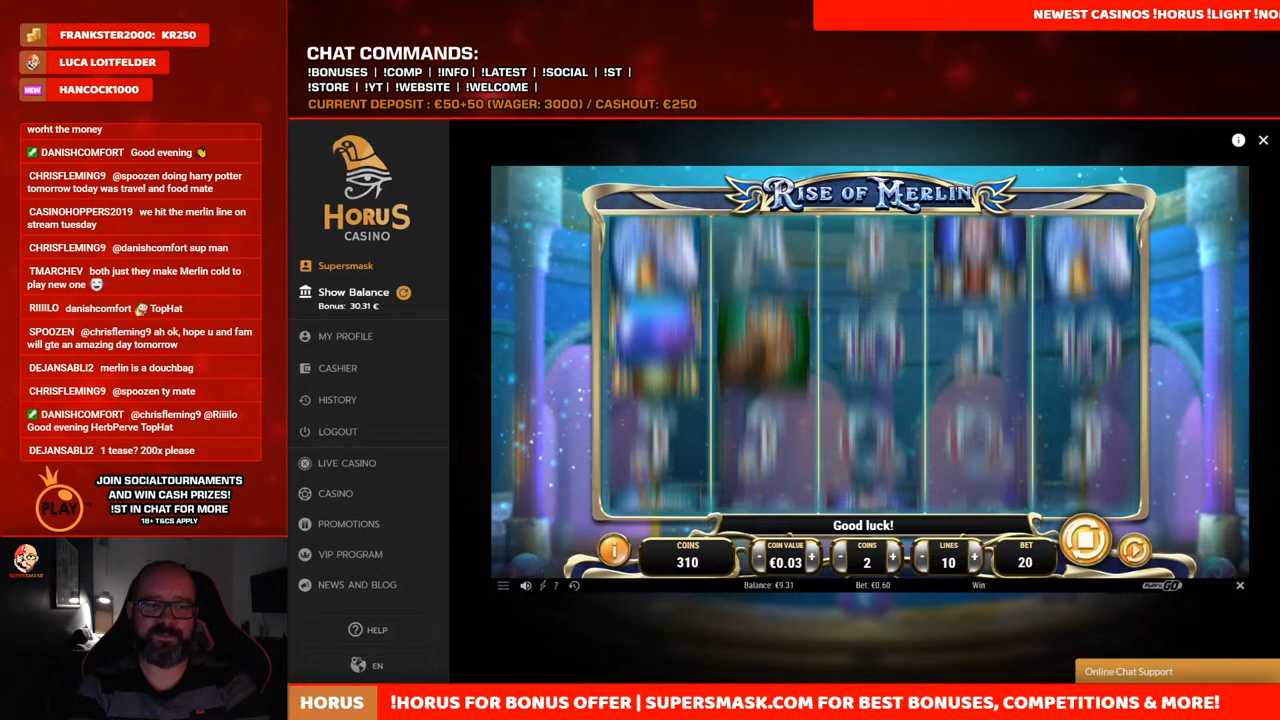 NEWEST CASINOS !HORUS !LIGHT !NO
FRANKSTER2000: KR250
LUCA LOITFELDER
NEW HANCOCK1000
CHAT COMMANDS:
!BONUSES | !COMP | !INFO | !LATEST | !SOCIAL | !ST |
!STORE | !YT | !WEBSITE | !WELCOME |
CURRENT DEPOSIT : €50+50 (WAGER: 3000) / CASHOUT: €250
worht the money
DANISHCOMFORT Good evening
CHRISFLEMING9 @spoozen doing harry potter
tomorrow today was travel and food mate
CASINOHOPPERS2019 we hit the merlin line on
stream tuesday
CHRISFLEMING9 @danishcomfort sup man
TMARCHEV both just they make Merlin cold to
play new one
RIIIILO danishcomfort TopHat
SPOOZEN @chrisfleming9 ah ok, hope u and fam
will gte an amazing day tomorrow
DEJANSABLI2 merlin is a douchbag
CHRISFLEMING9 @spoozen ty mate
DANISHCOMFORT @chrisfleming9 @Riiiilo
Good evening HerbPerve TopHat
DEJANSABLI2 1 tease? 200x please
PLAY
JOIN SOCIALTOURNAMENTS
AND WIN CASH PRIZES!
!ST IN CHAT FOR MORE
18+ T&CS APPLY
SUPERSMASK
HORUS
CASINO
Supersmask
Show Balance
Bonus: 30.31 €
MY PROFILE
CASHIER
HISTORY
LOGOUT
LIVE CASINO
CASINO
PROMOTIONS
VIP PROGRAM
NEWS AND BLOG
HELP
EN
RISE OF MERLIN
Good luck!
COINS
310
COIN VALUE
- €0.03 +
COINS
- 2 +
LINES
- 10 +
BET
20
Balance: €9.31 Bet: €0.60 Win: PLAY'N GO
Online Chat Support
HORUS !HORUS FOR BONUS OFFER | SUPERSMASK.COM FOR BEST BONUSES, COMPETITIONS & MORE!